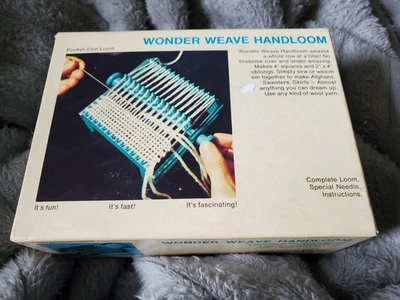 WONDER WEAVE HANDLOOM
Pocket-Size Loom
Wonder Weave Handloom weaves
a whole row at a time! No
tiresome over and under weaving.
Makes 4" squares and 2" x 4"
oblongs. Simply sew or weave
'em together to make Afghans,
Sweaters, Skirts — Almost
anything you can dream up.
Use any kind of wool yarn.
Complete Loom,
Special Needle,
Instructions.
It's fun! It's fast! It's fascinating!
WONDER WEAVE HANDLOOM